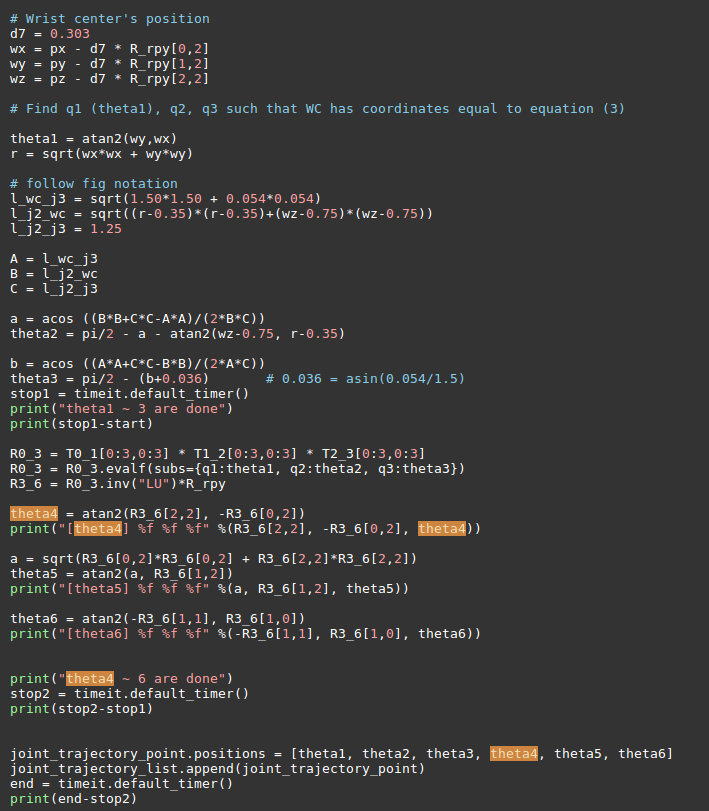 # Wrist center's position
d7 = 0.303
wx = px - d7 * R_rpy[0,2]
wy = py - d7 * R_rpy[1,2]
wz = pz - d7 * R_rpy[2,2]
# Find q1 (theta1), q2, q3 such that WC has coordinates equal to equation (3)
theta1 = atan2(wy,wx)
r = sqrt(wx*wx + wy*wy)
# follow fig notation
l_wc_j3 = sqrt(1.50*1.50 + 0.054*0.054)
l_j2_wc = sqrt((r-0.35)*(r-0.35)+(wz-0.75)*(wz-0.75))
l_j2_j3 = 1.25
A = l_wc_j3
B = l_j2_wc
C = l_j2_j3
a = acos ((B*B+C*C-A*A)/(2*B*C))
theta2 = pi/2 - a - atan2(wz-0.75, r-0.35)
b = acos ((A*A+C*C-B*B)/(2*A*C))
theta3 = pi/2 - (b+0.036)       # 0.036 = asin(0.054/1.5)
stop1 = timeit.default_timer()
print("theta1 ~ 3 are done")
print(stop1-start)
R0_3 = T0_1[0:3,0:3] * T1_2[0:3,0:3] * T2_3[0:3,0:3]
R0_3 = R0_3.evalf(subs={q1:theta1, q2:theta2, q3:theta3})
R3_6 = R0_3.inv("LU")*R_rpy
theta4 = atan2(R3_6[2,2], -R3_6[0,2])
print("[theta4] %f %f %f" %(R3_6[2,2], -R3_6[0,2], theta4))
a = sqrt(R3_6[0,2]*R3_6[0,2] + R3_6[2,2]*R3_6[2,2])
theta5 = atan2(a, R3_6[1,2])
print("[theta5] %f %f %f" %(a, R3_6[1,2], theta5))
theta6 = atan2(-R3_6[1,1], R3_6[1,0])
print("[theta6] %f %f %f" %(-R3_6[1,1], R3_6[1,0], theta6))
print("theta4 ~ 6 are done")
stop2 = timeit.default_timer()
print(stop2-stop1)
joint_trajectory_point.positions = [theta1, theta2, theta3, theta4, theta5, theta6]
joint_trajectory_list.append(joint_trajectory_point)
end = timeit.default_timer()
print(end-stop2)